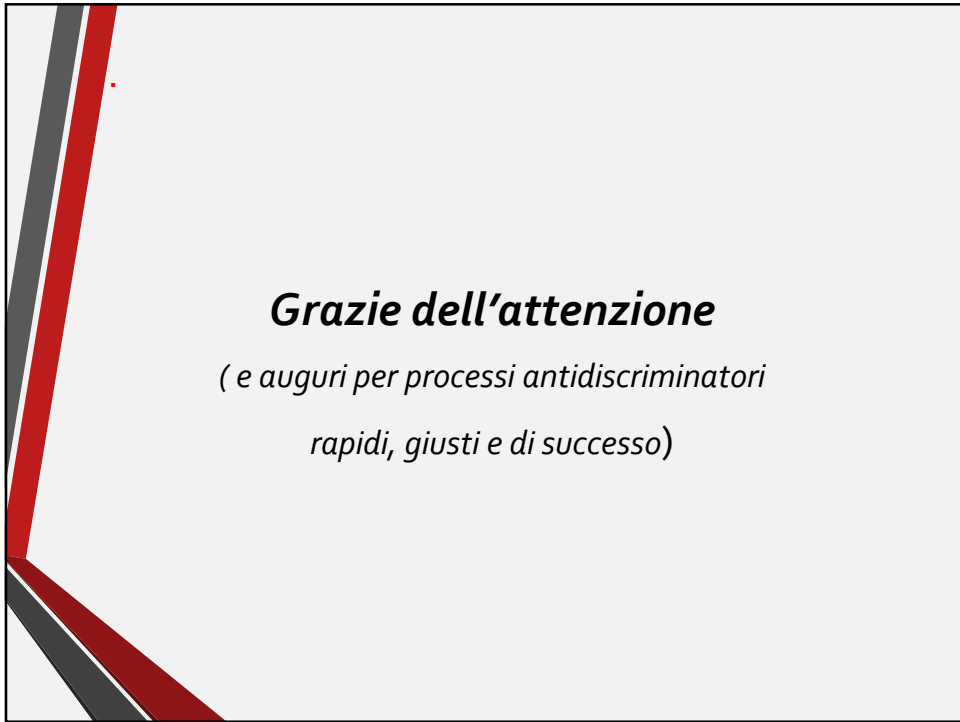 Grazie dell’attenzione
( e auguri per processi antidiscriminatori
rapidi, giusti e di successo)